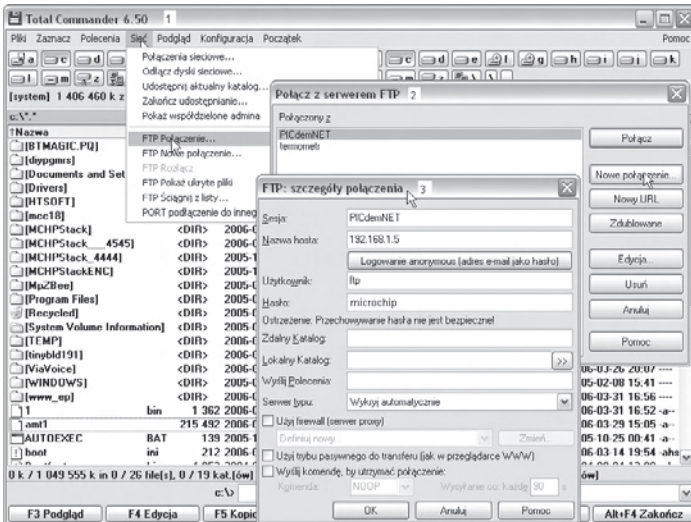 Total Commander 6.50 1
Pliki Zaznacz Polecenia Sieć Podgląd Konfiguracja Początek Pomoc
a c d c d e f g h i j k
l m z
[system] 1 406 460 k z
c:\*.*
↑Nazwa
[BTMAGIC.PQ]
[diypgmrs]
[Documents and Set
[Drivers]
[HTSOFT]
[mcc18]
[MCHPStack] <DIR> 2006-0
[MCHPStack___4545] <DIR> 2006-
[MCHPStack_4444] <DIR> 2005-1
[MCHPStackENC] <DIR> 2005-1
[MpZBee] <DIR> 2005-1
[Program Files] <DIR> 2005-0
[Recycled] <DIR> 2005-0
[System Volume Information] <DIR> 2005-0
[TEMP] <DIR> 2006-0
[tinybld191] <DIR> 2006-0
[ViaVoice] <DIR> 2006-0
[WINDOWS] <DIR> 2005-0
[www_ep] <DIR> 2006-0
1 bin 1 362 2006-0
amt1 215 492 2006-0
AUTOEXEC BAT 139 2005-1
boot ini 212 2006-0
0 k / 1 049 555 k in 0 / 26 file[s], 0 / 19 kat.[ów]
c:\>
F3 Podgląd F4 Edycja F5 Kopio Alt+F4 Zakończ
Połączenia sieciowe...
Odłącz dyski sieciowe...
Udostępnij aktualny katalog...
Zakończ udostępnianie...
Pokaż współdzielone admina
FTP Połączenie...
FTP Nowe połączenie...
FTP Rozłącz
FTP Pokaż ukryte pliki
FTP Ściągnij z listy...
PORT podłączenie do inneg
Połącz z serwerem FTP 2
Połączony z
PICdemNET
termometr
Połącz
Nowe połączenie...
Nowy URL
Zdublowane
Edycja...
Usuń
Anuluj
Pomoc
FTP: szczegóły połączenia 3
Sesja: PICdemNET
Nazwa hosta: 192.168.1.5
Logowanie anonymous (adres e-mail jako hasło)
Użytkownik: ftp
Hasło: microchip
Ostrzeżenie: Przechowywanie hasła nie jest bezpieczne!
Zdalny Katalog:
Lokalny Katalog: >>
Wyślij Polecenia:
Serwer typu: Wykryj automatycznie
Użyj firewall (serwer proxy)
Definiuj nowy... Zmień...
Użyj trybu pasywnego do transferu (jak w przeglądarce WWW)
Wyślij komendę, by utrzymać połączenie:
Komenda: NOOP Wysyłanie co: każdę 90 s
OK Anuluj Pomoc
06-03-26 20:07 ----
05-02-08 15:41 ----
06-03-31 16:56 ----
06-03-31 16:52 -a--
06-03-29 15:05 -a--
05-10-25 00:41 -a--
06-03-14 19:54 -ahs
ów]